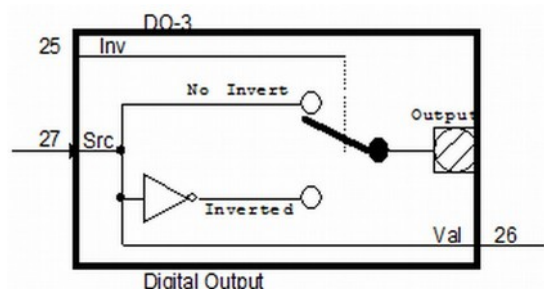 DO-3
25 Inv
No Invert
Output
27 Src
Inverted
Val 26
Digital Output